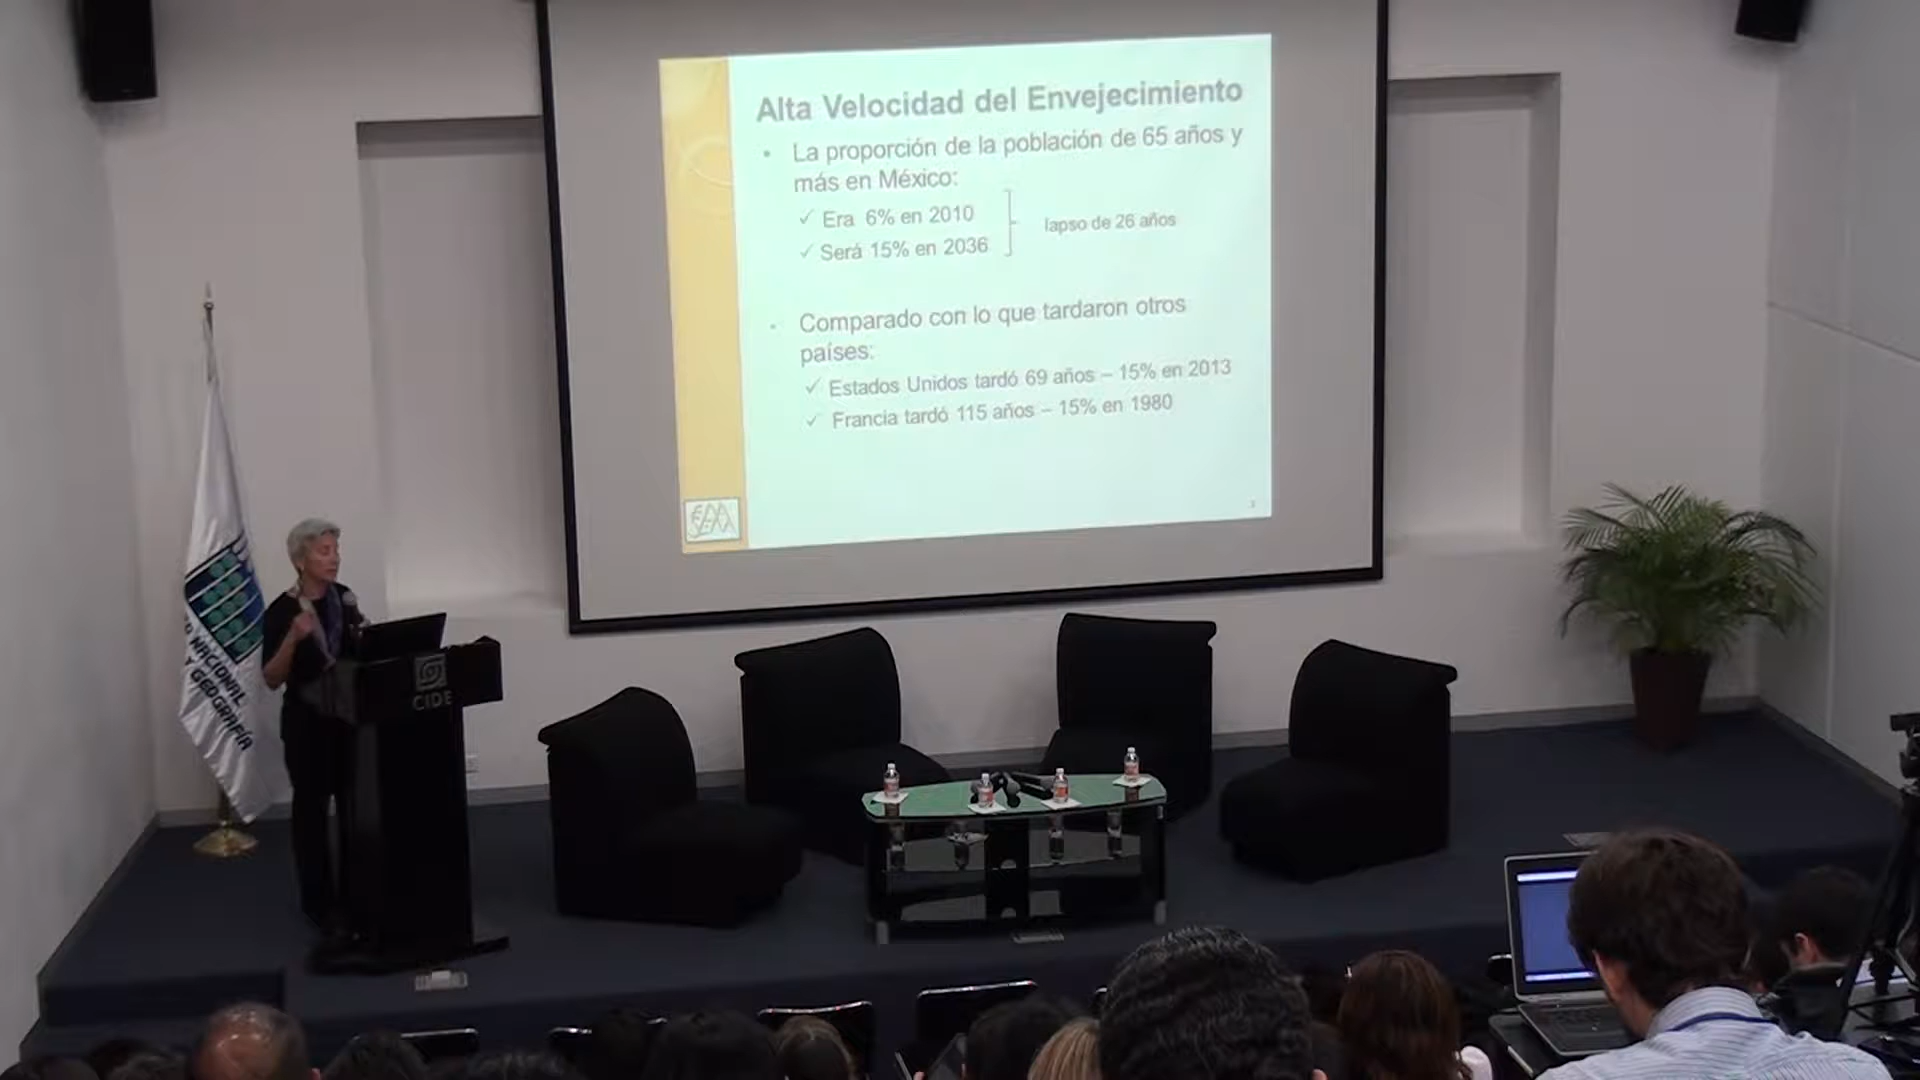 Alta Velocidad del Envejecimiento
• La proporción de la población de 65 años y
más en México:
✓ Era 6% en 2010
✓ Será 15% en 2036
lapso de 26 años
• Comparado con lo que tardaron otros
países:
✓ Estados Unidos tardó 69 años – 15% en 2013
✓ Francia tardó 115 años – 15% en 1980
CIDE
NACIONAL
Y GEOGRAFÍA